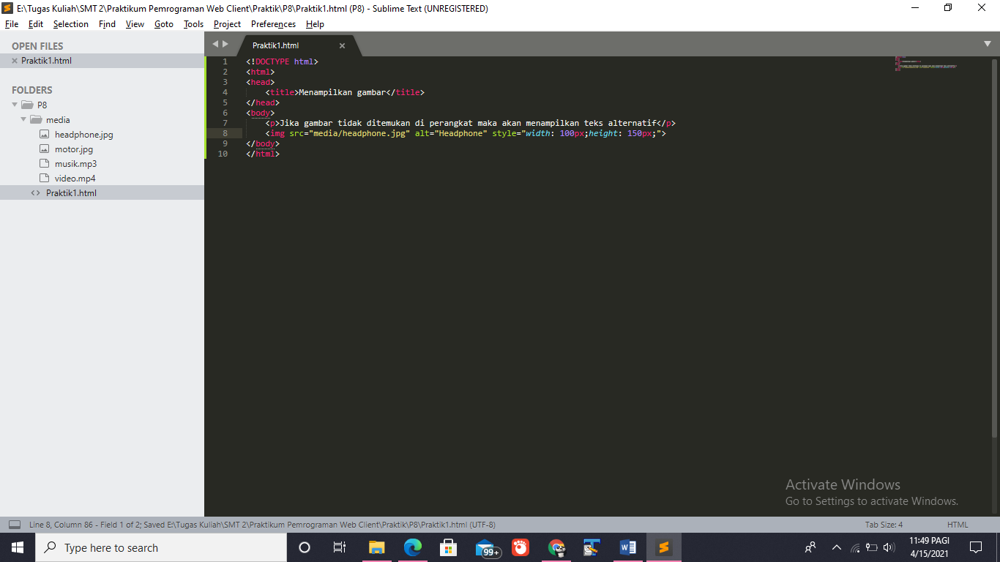 E:\Tugas Kuliah\SMT 2\Praktikum Pemrograman Web Client\Praktik\P8\Praktik1.html (P8) - Sublime Text (UNREGISTERED)
File Edit Selection Find View Goto Tools Project Preferences Help
OPEN FILES
Praktik1.html
FOLDERS
P8
media
headphone.jpg
motor.jpg
musik.mp3
video.mp4
Praktik1.html
Praktik1.html
1 <!DOCTYPE html>
2 <html>
3 <head>
4 <title>Menampilkan gambar</title>
5 </head>
6 <body>
7 <p>Jika gambar tidak ditemukan di perangkat maka akan menampilkan teks alternatif</p>
8 <img src="media/headphone.jpg" alt="Headphone" style="width: 100px;height: 150px;">
9 </body>
10 </html>
Activate Windows
Go to Settings to activate Windows.
Line 8, Column 86 - Field 1 of 2; Saved E:\Tugas Kuliah\SMT 2\Praktikum Pemrograman Web Client\Praktik\P8\Praktik1.html (UTF-8)
Tab Size: 4
HTML
Type here to search
99+
11:49 PAGI
4/15/2021